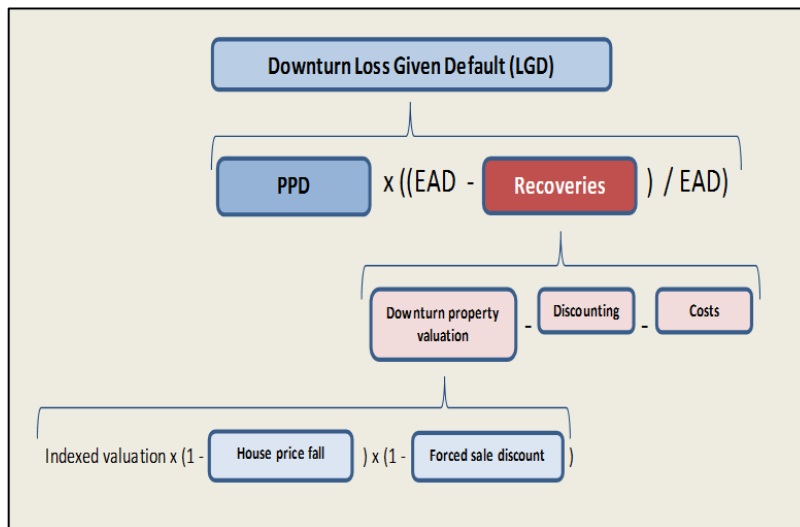 Downturn Loss Given Default (LGD)
PPD x ((EAD - Recoveries ) / EAD)
Downturn property
valuation - Discounting - Costs
Indexed valuation x (1 - House price fall ) x (1 - Forced sale discount )